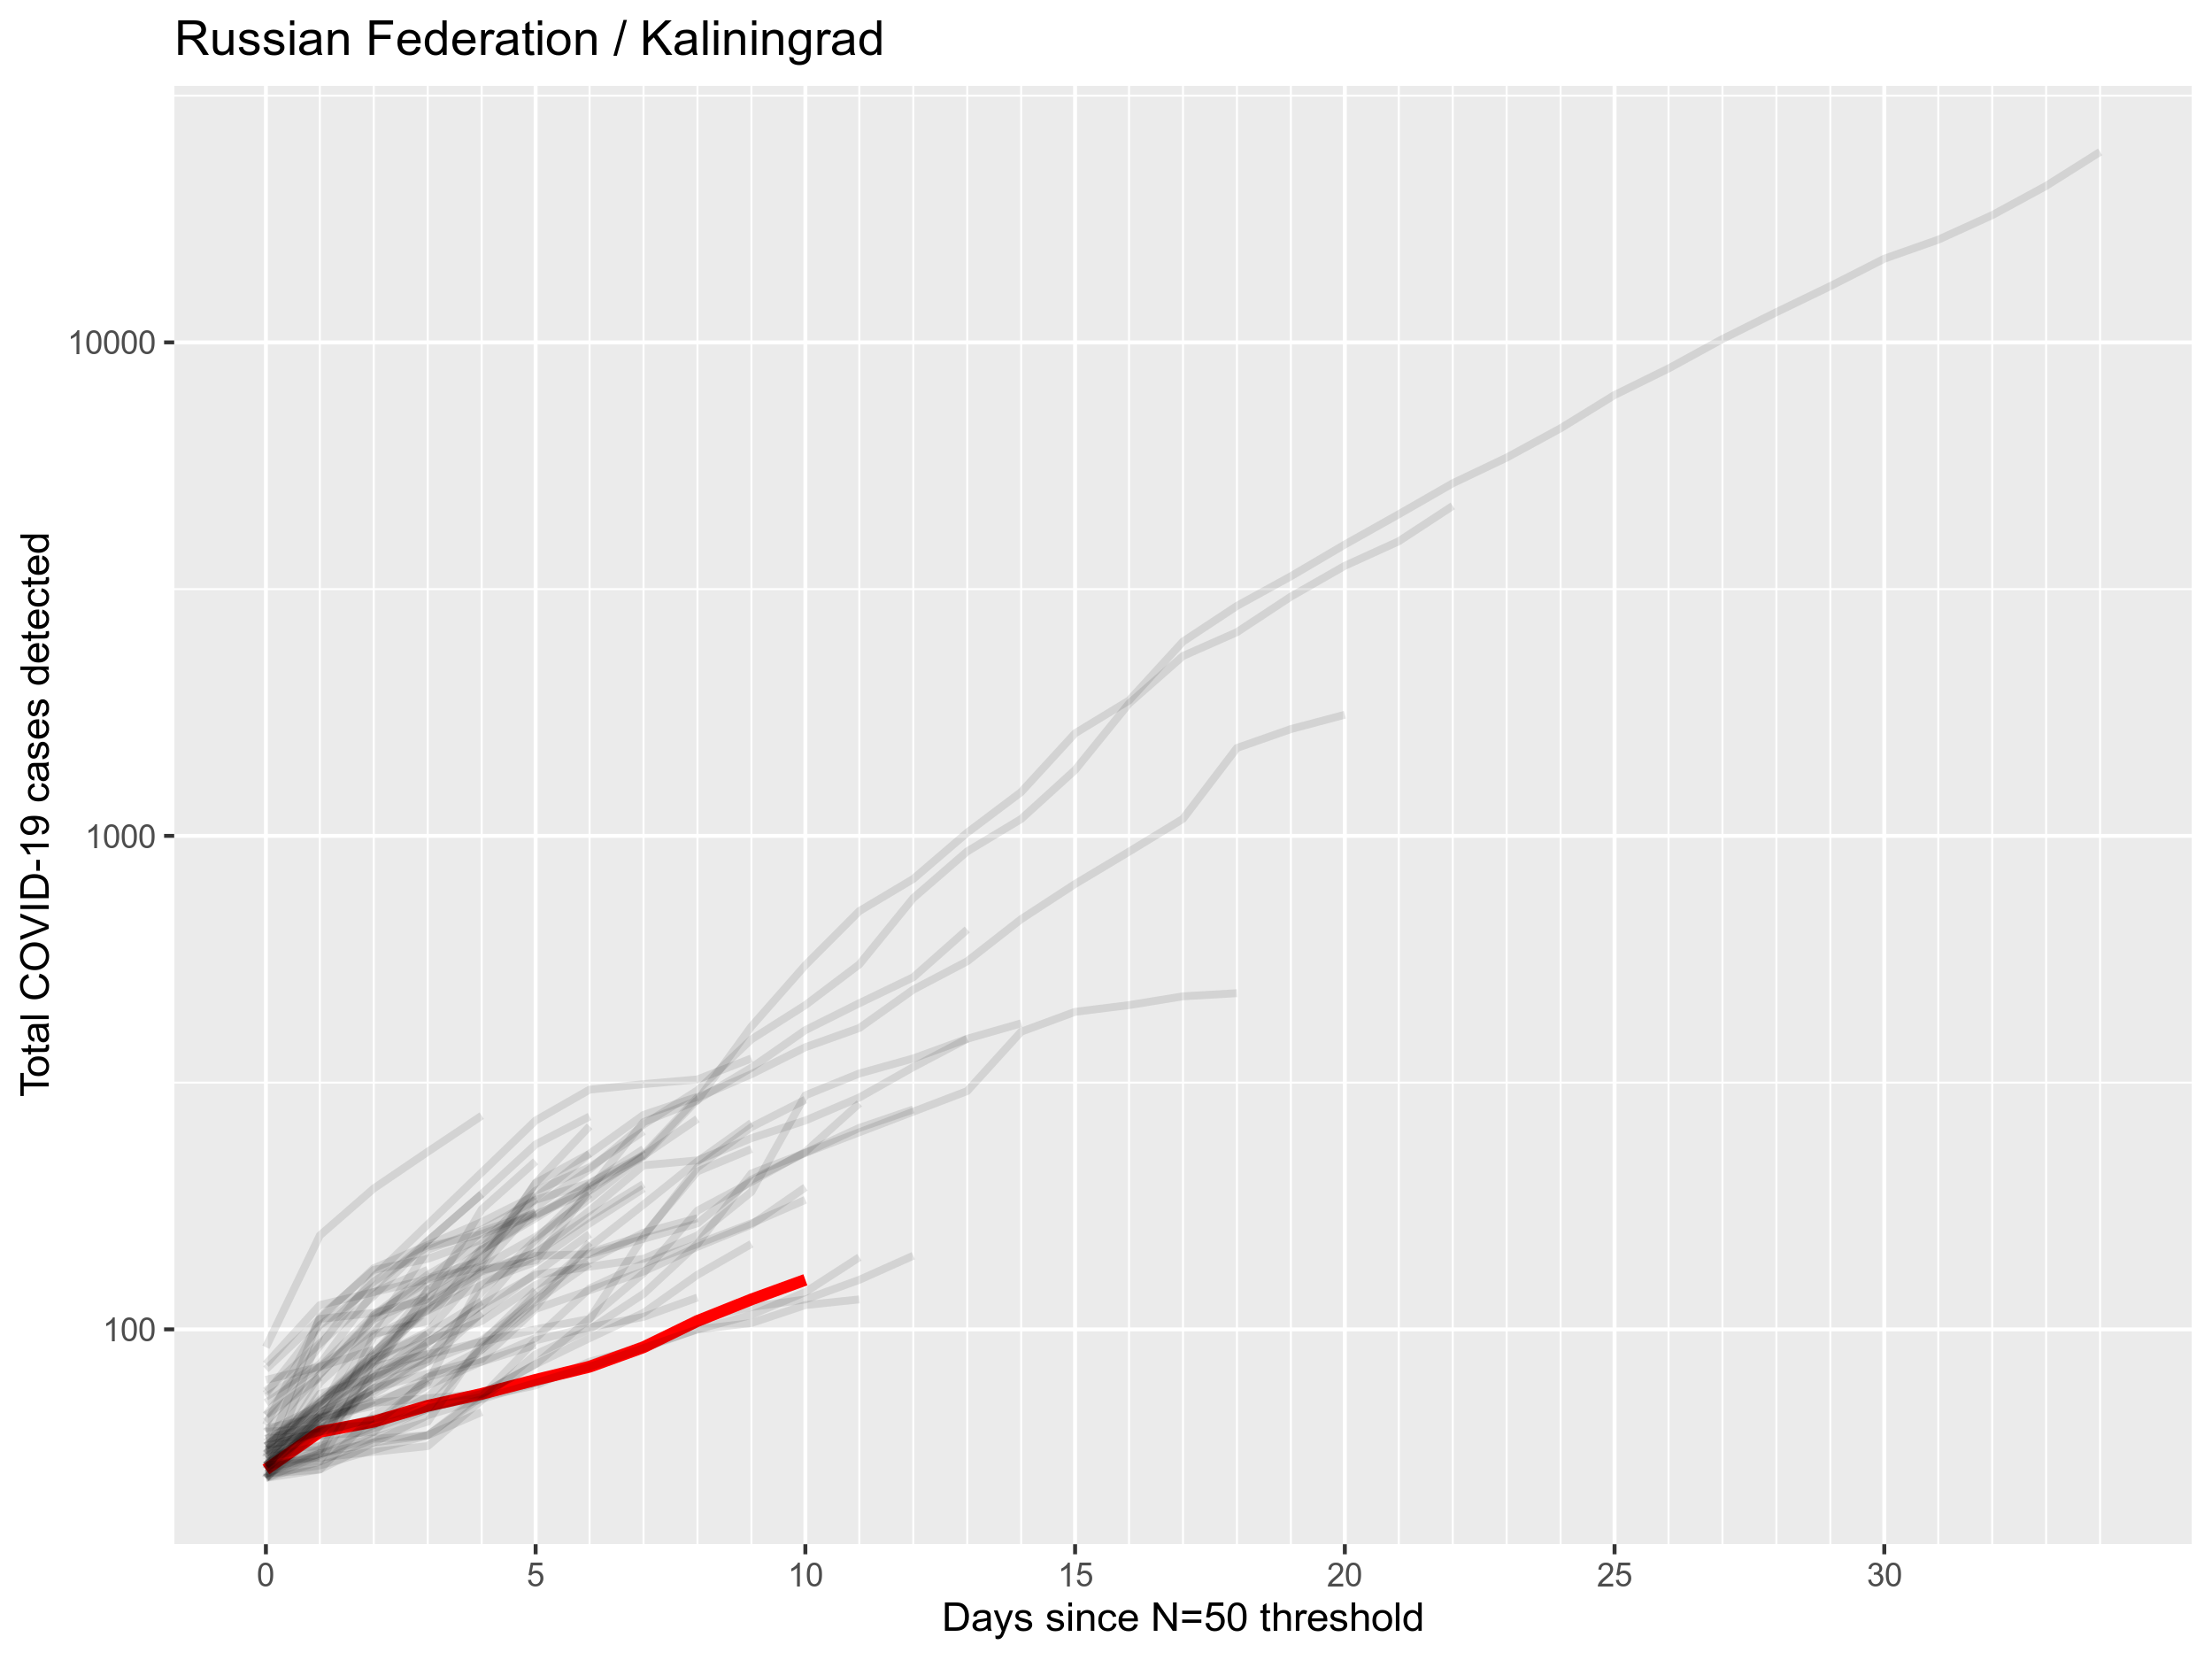 Russian Federation / Kaliningrad
Total COVID-19 cases detected
10000
1000
100
0 5 10 15 20 25 30
Days since N=50 threshold